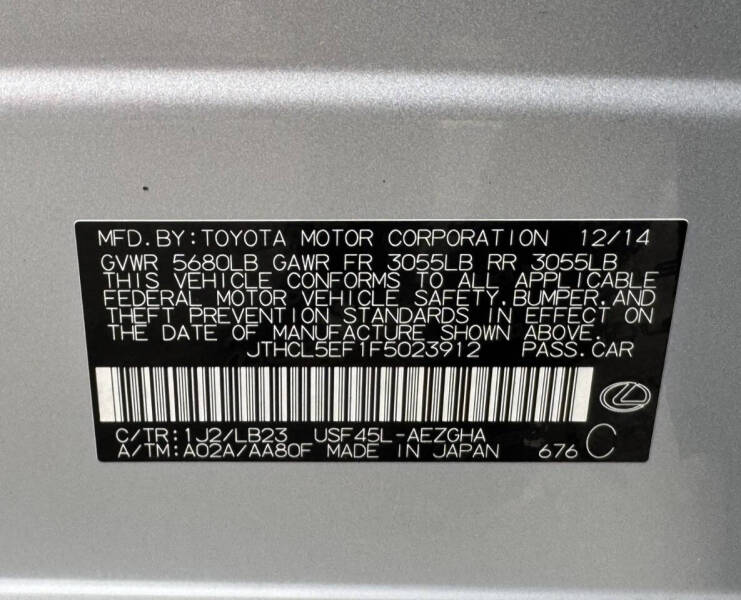 MFD. BY: TOYOTA MOTOR CORPORATION 12/14
GVWR 5680LB GAWR FR 3055LB RR 3055LB
THIS VEHICLE CONFORMS TO ALL APPLICABLE
FEDERAL MOTOR VEHICLE SAFETY, BUMPER, AND
THEFT PREVENTION STANDARDS IN EFFECT ON
THE DATE OF MANUFACTURE SHOWN ABOVE.
JTHCL5EF1F5023912 PASS. CAR
C/TR: 1J2/LB23 USF45L-AEZGHA
A/TM: A02A/AA80F MADE IN JAPAN 676 C